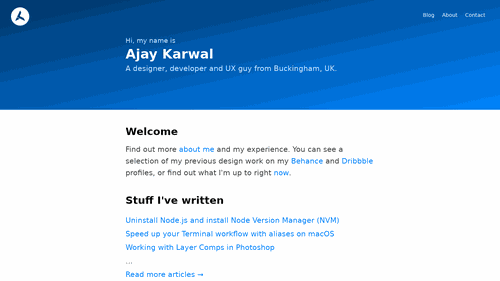 Blog About Contact
Hi, my name is
Ajay Karwal
A designer, developer and UX guy from Buckingham, UK.
Welcome
Find out more about me and my experience. You can see a
selection of my previous design work on my Behance and Dribbble
profiles, or find out what I'm up to right now.
Stuff I've written
Uninstall Node.js and install Node Version Manager (NVM)
Speed up your Terminal workflow with aliases on macOS
Working with Layer Comps in Photoshop
...
Read more articles →